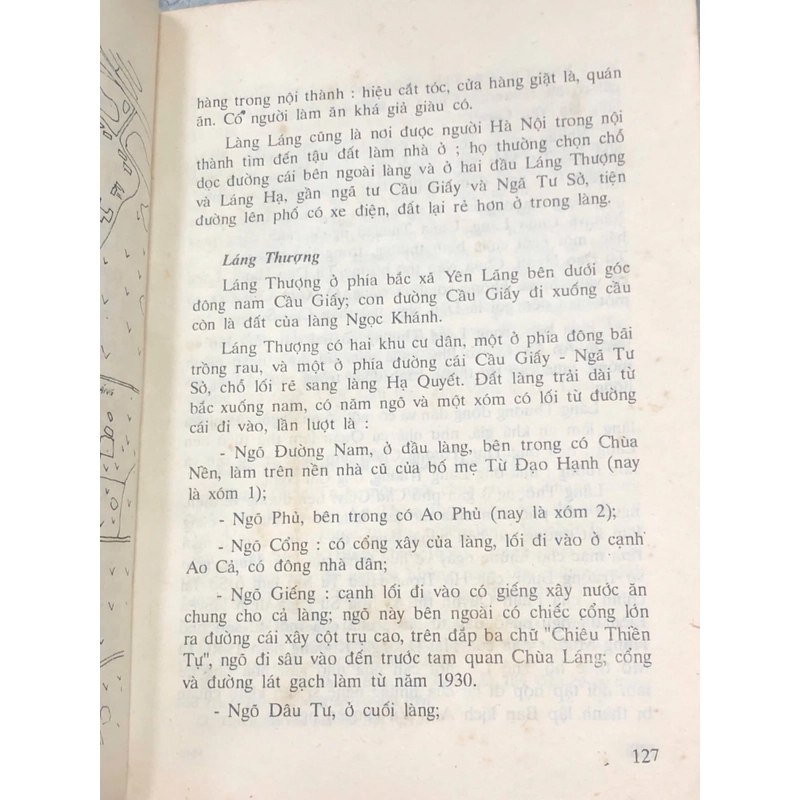 hàng trong nội thành : hiệu cắt tóc, cửa hàng giặt là, quán
ăn. Có người làm ăn khá giả giàu có.
Làng Láng cũng là nơi được người Hà Nội trong nội
thành tìm đến tậu đất làm nhà ở ; họ thường chọn chỗ
dọc đường cái bên ngoài làng và ở hai đầu Láng Thượng
và Láng Hạ, gần ngã tư Cầu Giấy và Ngã Tư Sở, tiện
đường lên phố có xe điện, đất lại rẻ hơn ở trong làng.
Láng Thượng
Láng Thượng ở phía bắc xã Yên Lãng bên dưới góc
đông nam Cầu Giấy; con đường Cầu Giấy đi xuống cầu
còn là đất của làng Ngọc Khánh.
Láng Thượng có hai khu cư dân, một ở phía đông bãi
trồng rau, và một ở phía đường cái Cầu Giấy - Ngã Tư
Sở, chỗ lối rẽ sang làng Hạ Quyết. Đất làng trải dài từ
bắc xuống nam, có năm ngõ và một xóm có lối từ đường
cái đi vào, lần lượt là :
- Ngõ Đường Nam, ở đầu làng, bên trong có Chùa
Nền, làm trên nền nhà cũ của bố mẹ Từ Đạo Hạnh (nay
là xóm 1);
- Ngõ Phủ, bên trong có Ao Phủ (nay là xóm 2);
- Ngõ Cổng : có cổng xây của làng, lối đi vào ở cạnh
Ao Cả, có đông nhà dân;
- Ngõ Giếng : cạnh lối đi vào có giếng xây nước ăn
chung cho cả làng; ngõ này bên ngoài có chiếc cổng lớn
ra đường cái xây cột trụ cao, trên đắp ba chữ "Chiêu Thiền
Tự", ngõ đi sâu vào đến trước tam quan Chùa Láng; cổng
và đường lát gạch làm từ năm 1930.
- Ngõ Dâu Tư, ở cuối làng;
127